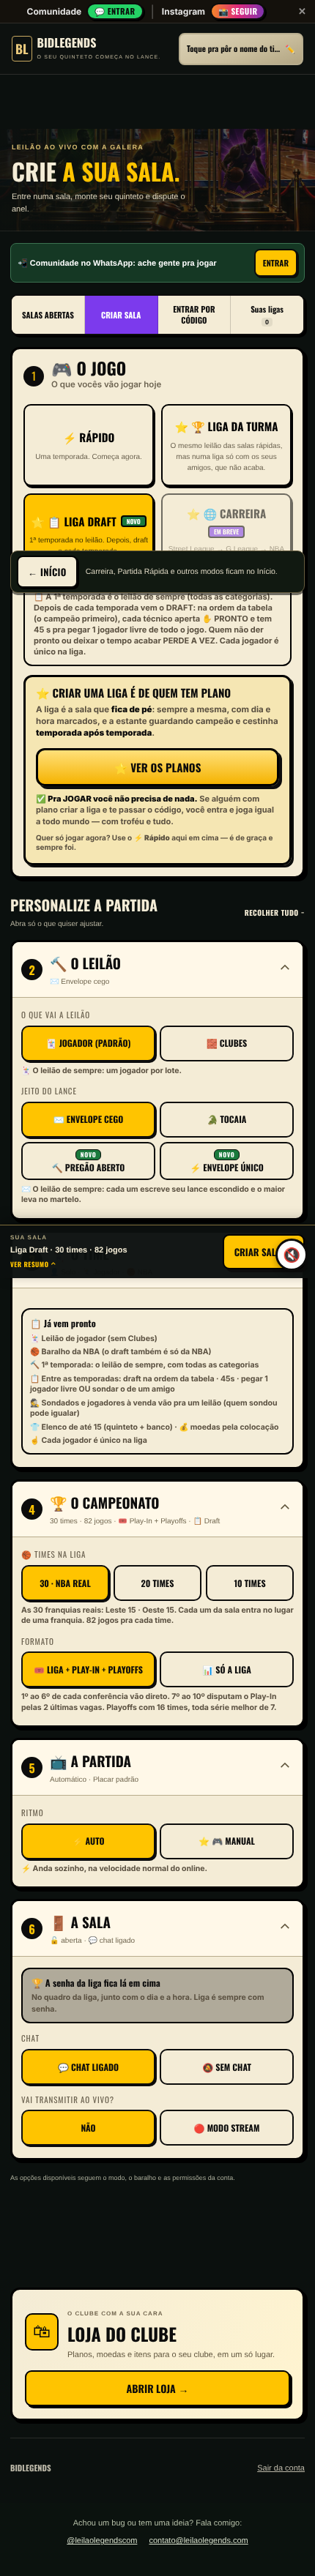 Comunidade 💬 ENTRAR | Instagram 📷 SEGUIR ×
BL BIDLEGENDS
O SEU QUINTETO COMEÇA NO LANCE.
Toque pra pôr o nome do ti... ✏️
LEILÃO AO VIVO COM A GALERA
CRIE A SUA SALA.
Entre numa sala, monte seu quinteto e dispute o
anel.
📲 Comunidade no WhatsApp: ache gente pra jogar
ENTRAR
SALAS ABERTAS
CRIAR SALA
ENTRAR POR
CÓDIGO
Suas ligas
0
1 🎮 O JOGO
O que vocês vão jogar hoje
⚡ RÁPIDO
Uma temporada. Começa agora.
⭐ 🏆 LIGA DA TURMA
O mesmo leilão das salas rápidas,
mas numa liga só com os seus
amigos, que não acaba.
⭐ 📋 LIGA DRAFT NOVO
1ª temporada no leilão. Depois, draft
⭐ 🌐 CARREIRA
EM BREVE
← INÍCIO
Carreira, Partida Rápida e outros modos ficam no Início.
📋 A 1ª temporada é o leilão de sempre (todas as categorias).
Depois de cada temporada vem o DRAFT: na ordem da tabela
(o campeão primeiro), cada técnico aperta ✋ PRONTO e tem
45 s pra pegar 1 jogador livre de todo o jogo. Quem não der
pronto ou deixar o tempo acabar PERDE A VEZ. Cada jogador é
único na liga.
⭐ CRIAR UMA LIGA É DE QUEM TEM PLANO
A liga é a sala que fica de pé: sempre a mesma, com dia e
hora marcados, e a estante guardando campeão e cestinha
temporada após temporada.
⭐ VER OS PLANOS
✅ Pra JOGAR você não precisa de nada. Se alguém com
plano criar a liga e te passar o código, você entra e joga igual
a todo mundo — com troféu e tudo.
Quer só jogar agora? Use o ⚡ Rápido aqui em cima — é de graça e
sempre foi.
PERSONALIZE A PARTIDA
Abra só o que quiser ajustar.
RECOLHER TUDO −
2 🔨 O LEILÃO
✉️ Envelope cego
O QUE VAI A LEILÃO
🃏 JOGADOR (PADRÃO)
🧱 CLUBES
🃏 O leilão de sempre: um jogador por lote.
JEITO DO LANCE
✉️ ENVELOPE CEGO
🐊 TOCAIA
NOVO
🔨 PREGÃO ABERTO
NOVO
⚡ ENVELOPE ÚNICO
✉️ O leilão de sempre: cada um escreve seu lance escondido e o maior
leva no martelo.
SUA SALA
Liga Draft · 30 times · 82 jogos
VER RESUMO ^
CRIAR SAL
📋 Já vem pronto
🃏 Leilão de jogador (sem Clubes)
🏀 Baralho da NBA (o draft também é só da NBA)
🔨 1ª temporada: o leilão de sempre, com todas as categorias
📋 Entre as temporadas: draft na ordem da tabela · 45s · pegar 1
jogador livre OU sondar o de um amigo
🕵️ Sondados e jogadores à venda vão pra um leilão (quem sondou
pode igualar)
👕 Elenco de até 15 (quinteto + banco) · 💰 moedas pela colocação
☝️ Cada jogador é único na liga
4 🏆 O CAMPEONATO
30 times · 82 jogos · 🎟️ Play-In + Playoffs · 📋 Draft
🏀 TIMES NA LIGA
30 · NBA REAL
20 TIMES
10 TIMES
As 30 franquias reais: Leste 15 · Oeste 15. Cada um da sala entra no lugar
de uma franquia. 82 jogos pra cada time.
FORMATO
🎟️ LIGA + PLAY-IN + PLAYOFFS
📊 SÓ A LIGA
1º ao 6º de cada conferência vão direto. 7º ao 10º disputam o Play-In
pelas 2 últimas vagas. Playoffs com 16 times, toda série melhor de 7.
5 📺 A PARTIDA
Automático · Placar padrão
RITMO
⚡ AUTO
⭐ 🎮 MANUAL
⚡ Anda sozinho, na velocidade normal do online.
6 🚪 A SALA
🔓 aberta · 💬 chat ligado
🏆 A senha da liga fica lá em cima
No quadro da liga, junto com o dia e a hora. Liga é sempre com
senha.
CHAT
💬 CHAT LIGADO
🔕 SEM CHAT
VAI TRANSMITIR AO VIVO?
NÃO
🔴 MODO STREAM
As opções disponíveis seguem o modo, o baralho e as permissões da conta.
O CLUBE COM A SUA CARA
LOJA DO CLUBE
Planos, moedas e itens para o seu clube, em um só lugar.
ABRIR LOJA →
BIDLEGENDS
Sair da conta
Achou um bug ou tem uma ideia? Fala comigo:
@leilaolegendscom contato@leilaolegends.com